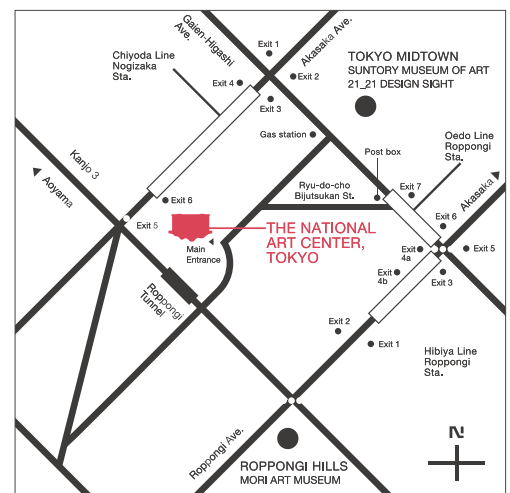 Gaien-Higashi
Ave.
Exit 1
Akasaka Ave.
Chiyoda Line
Nogizaka
Sta.
Exit 4
Exit 2
Exit 3
TOKYO MIDTOWN
SUNTORY MUSEUM OF ART
21_21 DESIGN SIGHT
Gas station
Post box
Oedo Line
Roppongi
Sta.
Kanjo 3
Aoyama
Ryu-do-cho
Bijutsukan St.
Exit 7
Akasaka
Exit 6
Exit 5
THE NATIONAL
ART CENTER,
TOKYO
Main
Entrance
Exit 6
Exit
4a
Exit 5
Exit
4b
Exit 3
Roppongi
Tunnel
Exit 2
Exit 1
Hibiya Line
Roppongi
Sta.
Roppongi Ave.
ROPPONGI HILLS
MORI ART MUSEUM
N